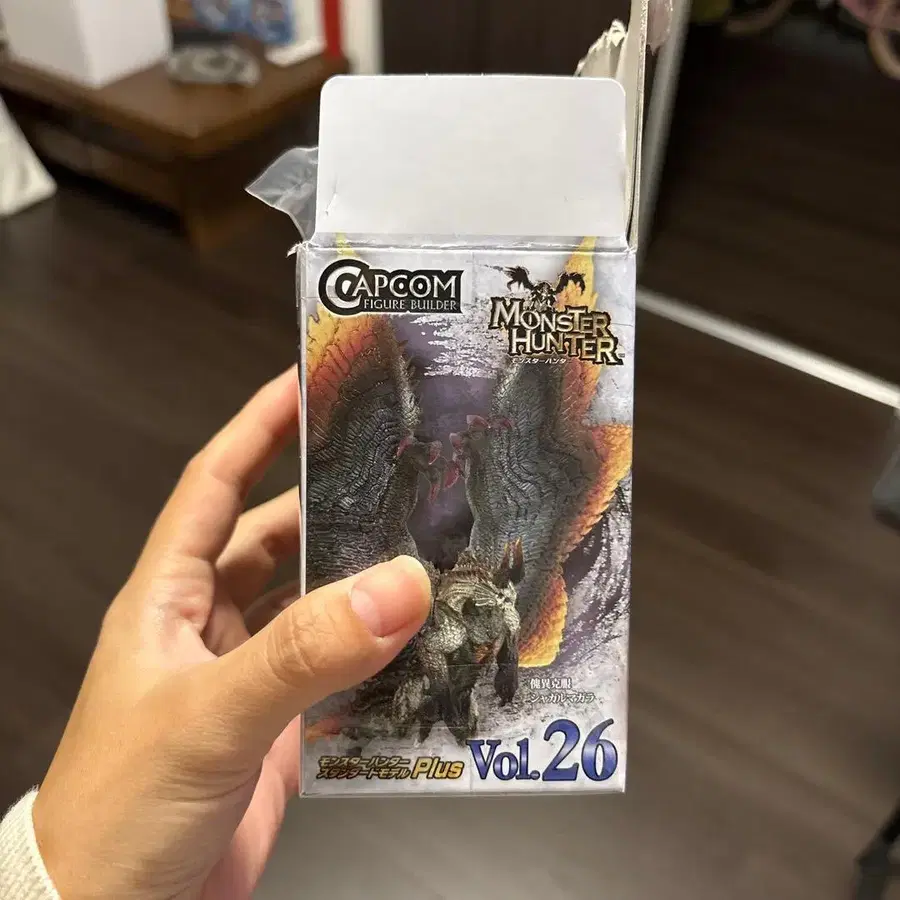 CAPCOM
FIGURE BUILDER
MONSTER HUNTER
モンスターハンター
傀異克服
シャガルマガラ
モンスターハンター
スタンダードモデル Plus
Vol.26